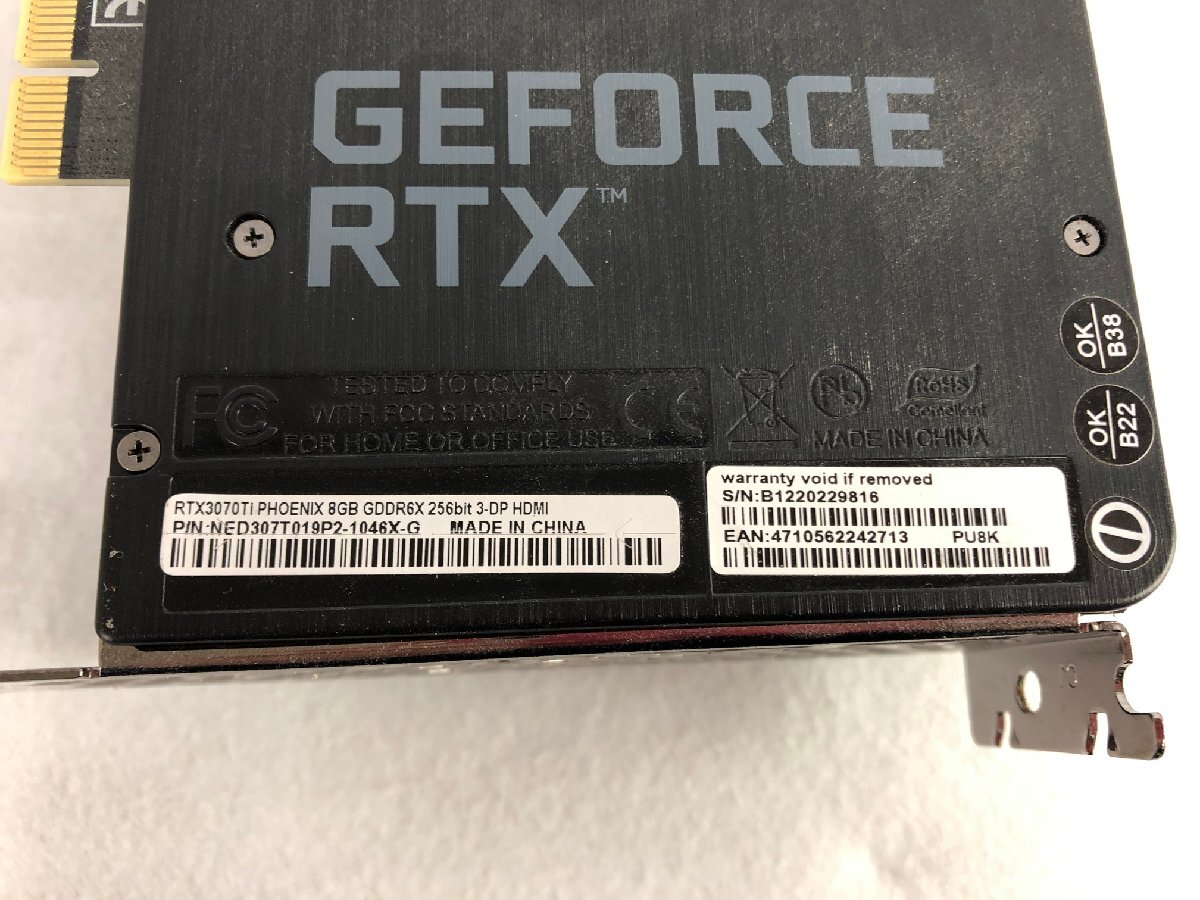 GEFORCE
RTX™
OK
B38
OK
B22
FC
TESTED TO COMPLY
WITH FCC STANDARDS
FOR HOME OR OFFICE USE
CE
RoHS
Compliant
MADE IN CHINA
RTX3070Ti PHOENIX 8GB GDDR6X 256bit 3-DP HDMI
P/N:NED307T019P2-1046X-G MADE IN CHINA
warranty void if removed
S/N:B1220229816
EAN:4710562242713 PU8K